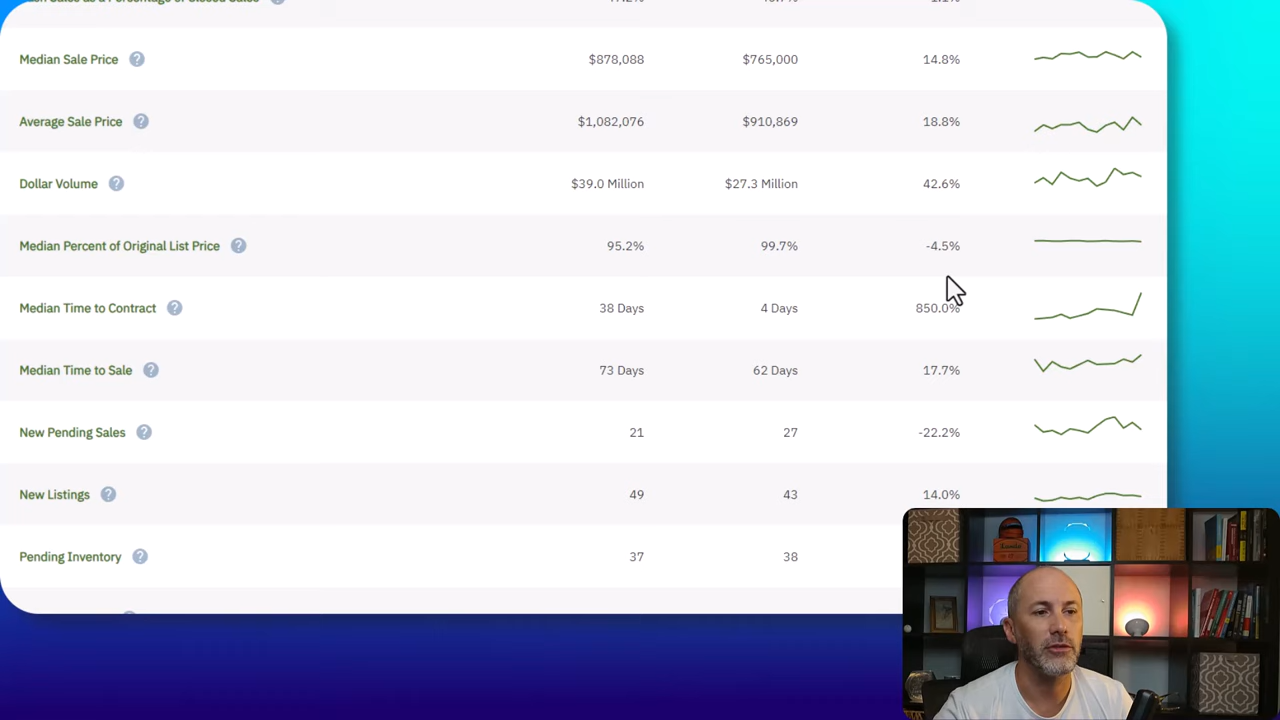 Median Sale Price ? $878,088 $765,000 14.8%
Average Sale Price ? $1,082,076 $910,869 18.8%
Dollar Volume ? $39.0 Million $27.3 Million 42.6%
Median Percent of Original List Price ? 95.2% 99.7% -4.5%
Median Time to Contract ? 38 Days 4 Days 850.0%
Median Time to Sale ? 73 Days 62 Days 17.7%
New Pending Sales ? 21 27 -22.2%
New Listings ? 49 43 14.0%
Pending Inventory ? 37 38